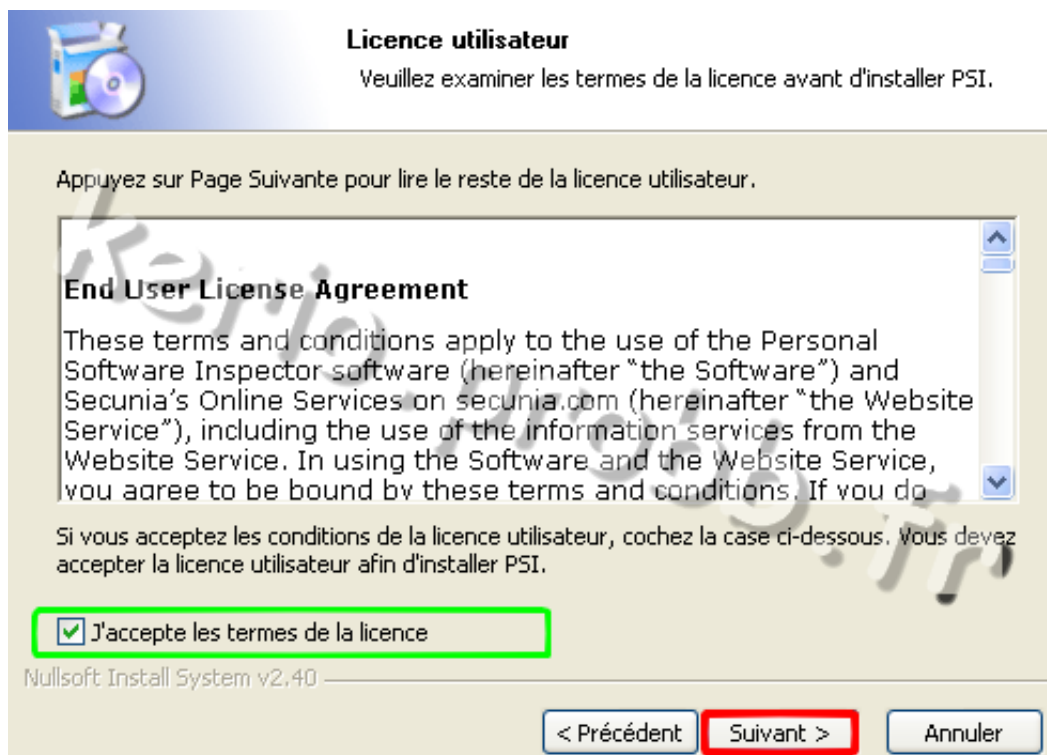 Licence utilisateur
Veuillez examiner les termes de la licence avant d'installer PSI.
Appuyez sur Page Suivante pour lire le reste de la licence utilisateur.
End User License Agreement
These terms and conditions apply to the use of the Personal
Software Inspector software (hereinafter “the Software”) and
Secunia’s Online Services on secunia.com (hereinafter “the Website
Service”), including the use of the information services from the
Website Service. In using the Software and the Website Service,
you agree to be bound by these terms and conditions. If you do
Si vous acceptez les conditions de la licence utilisateur, cochez la case ci-dessous. Vous devez
accepter la licence utilisateur afin d'installer PSI.
J'accepte les termes de la licence
Nullsoft Install System v2.40
< Précédent
Suivant >
Annuler
kerio.probb.fr